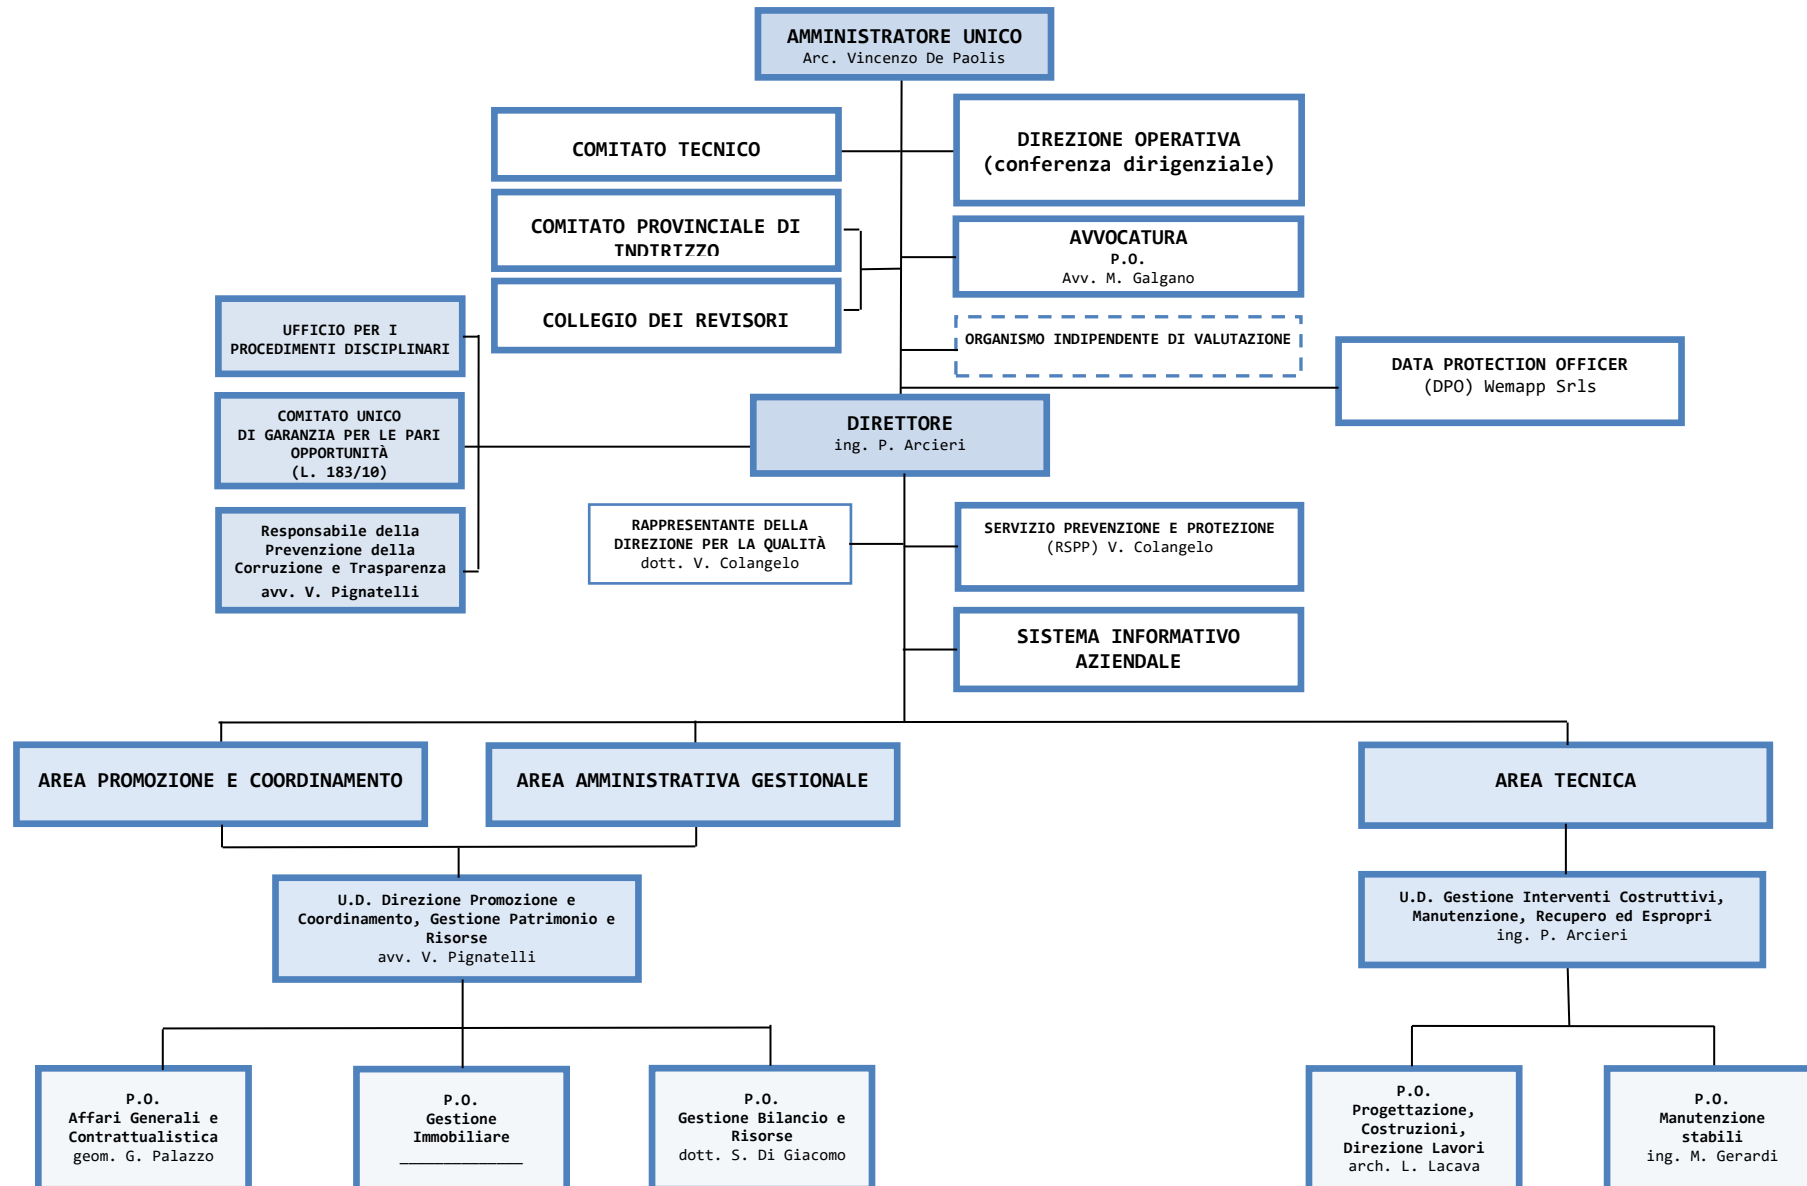 AMMINISTRATORE UNICO
Arc. Vincenzo De Paolis
COMITATO TECNICO
DIREZIONE OPERATIVA
(conferenza dirigenziale)
COMITATO PROVINCIALE DI
INDIRIZZO
AVVOCATURA
P.O.
Avv. M. Galgano
COLLEGIO DEI REVISORI
ORGANISMO INDIPENDENTE DI VALUTAZIONE
UFFICIO PER I
PROCEDIMENTI DISCIPLINARI
DATA PROTECTION OFFICER
(DPO) Wemapp Srls
COMITATO UNICO
DI GARANZIA PER LE PARI
OPPORTUNITÀ
(L. 183/10)
DIRETTORE
ing. P. Arcieri
Responsabile della
Prevenzione della
Corruzione e Trasparenza
avv. V. Pignatelli
RAPPRESENTANTE DELLA
DIREZIONE PER LA QUALITÀ
dott. V. Colangelo
SERVIZIO PREVENZIONE E PROTEZIONE
(RSPP) V. Colangelo
SISTEMA INFORMATIVO
AZIENDALE
AREA PROMOZIONE E COORDINAMENTO
AREA AMMINISTRATIVA GESTIONALE
AREA TECNICA
U.D. Direzione Promozione e
Coordinamento, Gestione Patrimonio e
Risorse
avv. V. Pignatelli
U.D. Gestione Interventi Costruttivi,
Manutenzione, Recupero ed Espropri
ing. P. Arcieri
P.O.
Affari Generali e
Contrattualistica
geom. G. Palazzo
P.O.
Gestione
Immobiliare
______________
P.O.
Gestione Bilancio e
Risorse
dott. S. Di Giacomo
P.O.
Progettazione,
Costruzioni,
Direzione Lavori
arch. L. Lacava
P.O.
Manutenzione
stabili
ing. M. Gerardi